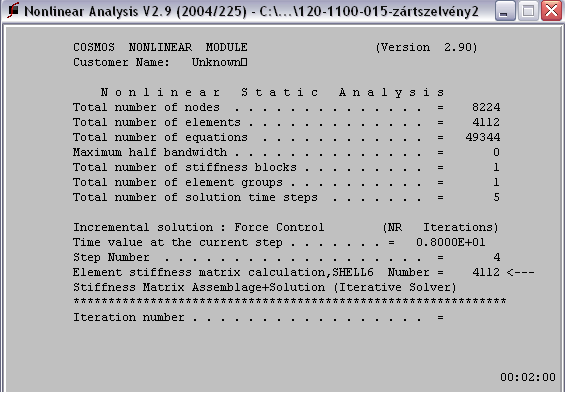 Nonlinear Analysis V2.9 (2004/225) - C:\...\120-1100-015-zártszelvény2
COSMOS NONLINEAR MODULE (Version 2.90)
Customer Name: Unknown▯
N o n l i n e a r S t a t i c A n a l y s i s
Total number of nodes . . . . . . . . . . . . . . . = 8224
Total number of elements . . . . . . . . . . . . . . = 4112
Total number of equations . . . . . . . . . . . . . = 49344
Maximum half bandwidth . . . . . . . . . . . . . . . = 0
Total number of stiffness blocks . . . . . . . . . . = 1
Total number of element groups . . . . . . . . . . . = 1
Total number of solution time steps . . . . . . . . = 5
Incremental solution : Force Control (NR Iterations)
Time value at the current step . . . . . . . = 0.8000E+01
Step Number . . . . . . . . . . . . . . . . . . . . = 4
Element stiffness matrix calculation,SHELL6 Number = 4112 <---
Stiffness Matrix Assemblage+Solution (Iterative Solver)
******************************************************************
Iteration number . . . . . . . . . . . . . . . . . . =
00:02:00